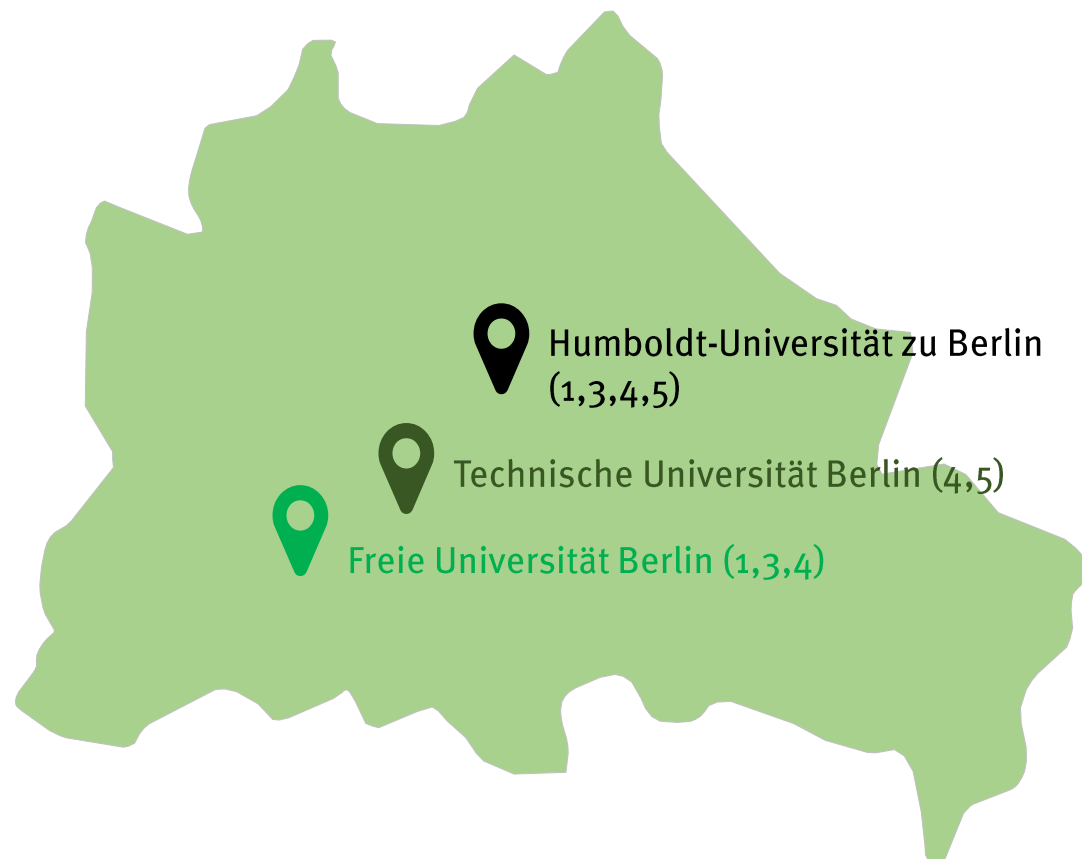 Humboldt-Universität zu Berlin
(1,3,4,5)
Technische Universität Berlin (4,5)
Freie Universität Berlin (1,3,4)